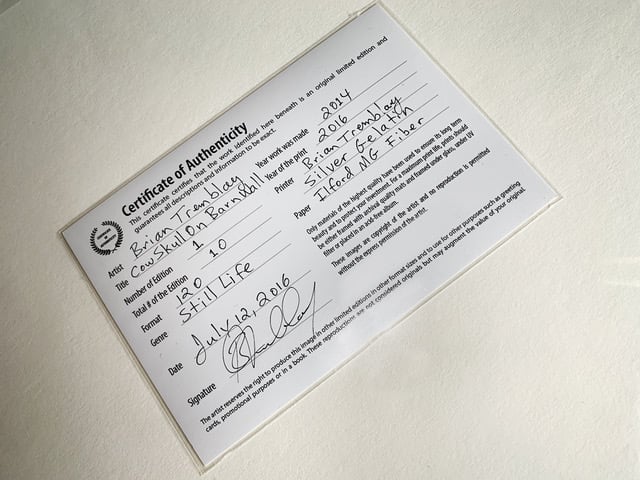 Certificate of Authenticity
This certificate certifies that the work identified here beneath is an original limited edition and
guarantees all descriptions and information to be exact.
Artist Brian Tremblay
Title Cow Skull On Barn Wall
Number of Edition 1
Total # of the Edition 10
Format 120
Genre Still Life
Date July 12, 2016
Signature
Year work was made 2014
Year of the print 2016
Printer Brian Tremblay
Silver Gelatin
Paper Ilford MG Fiber
Only materials of the highest quality have been used to ensure its long term
beauty and to protect your investment. For a maximum print life, prints should
be either framed with archive quality mats and framed under glass, under UV
filter or placed in an acid-free album.
These images are copyright of the artist and no reproduction is permitted
without the express permission of the artist.
The artist reserves the right to produce this image in other limited editions in other format sizes and to use for other purposes such as greeting
cards, promotional purposes or in a book. These reproductions are not considered originals but may augment the value of your original.